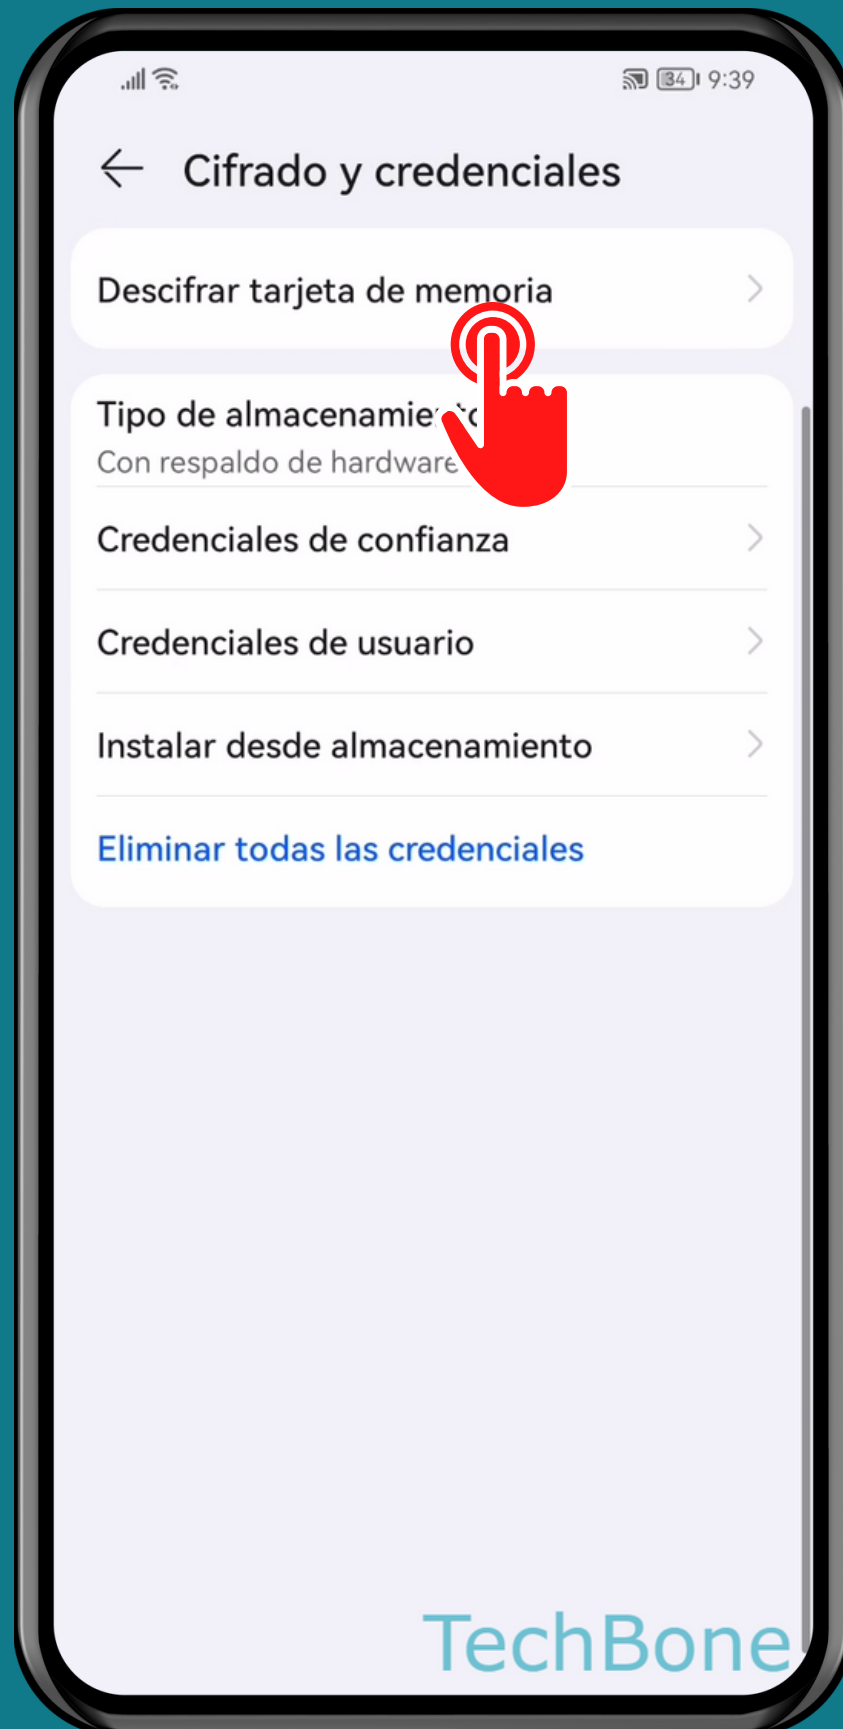 34 9:39
Cifrado y credenciales
Descifrar tarjeta de memoria
Tipo de almacenamiento
Con respaldo de hardware
Credenciales de confianza
Credenciales de usuario
Instalar desde almacenamiento
Eliminar todas las credenciales
TechBone